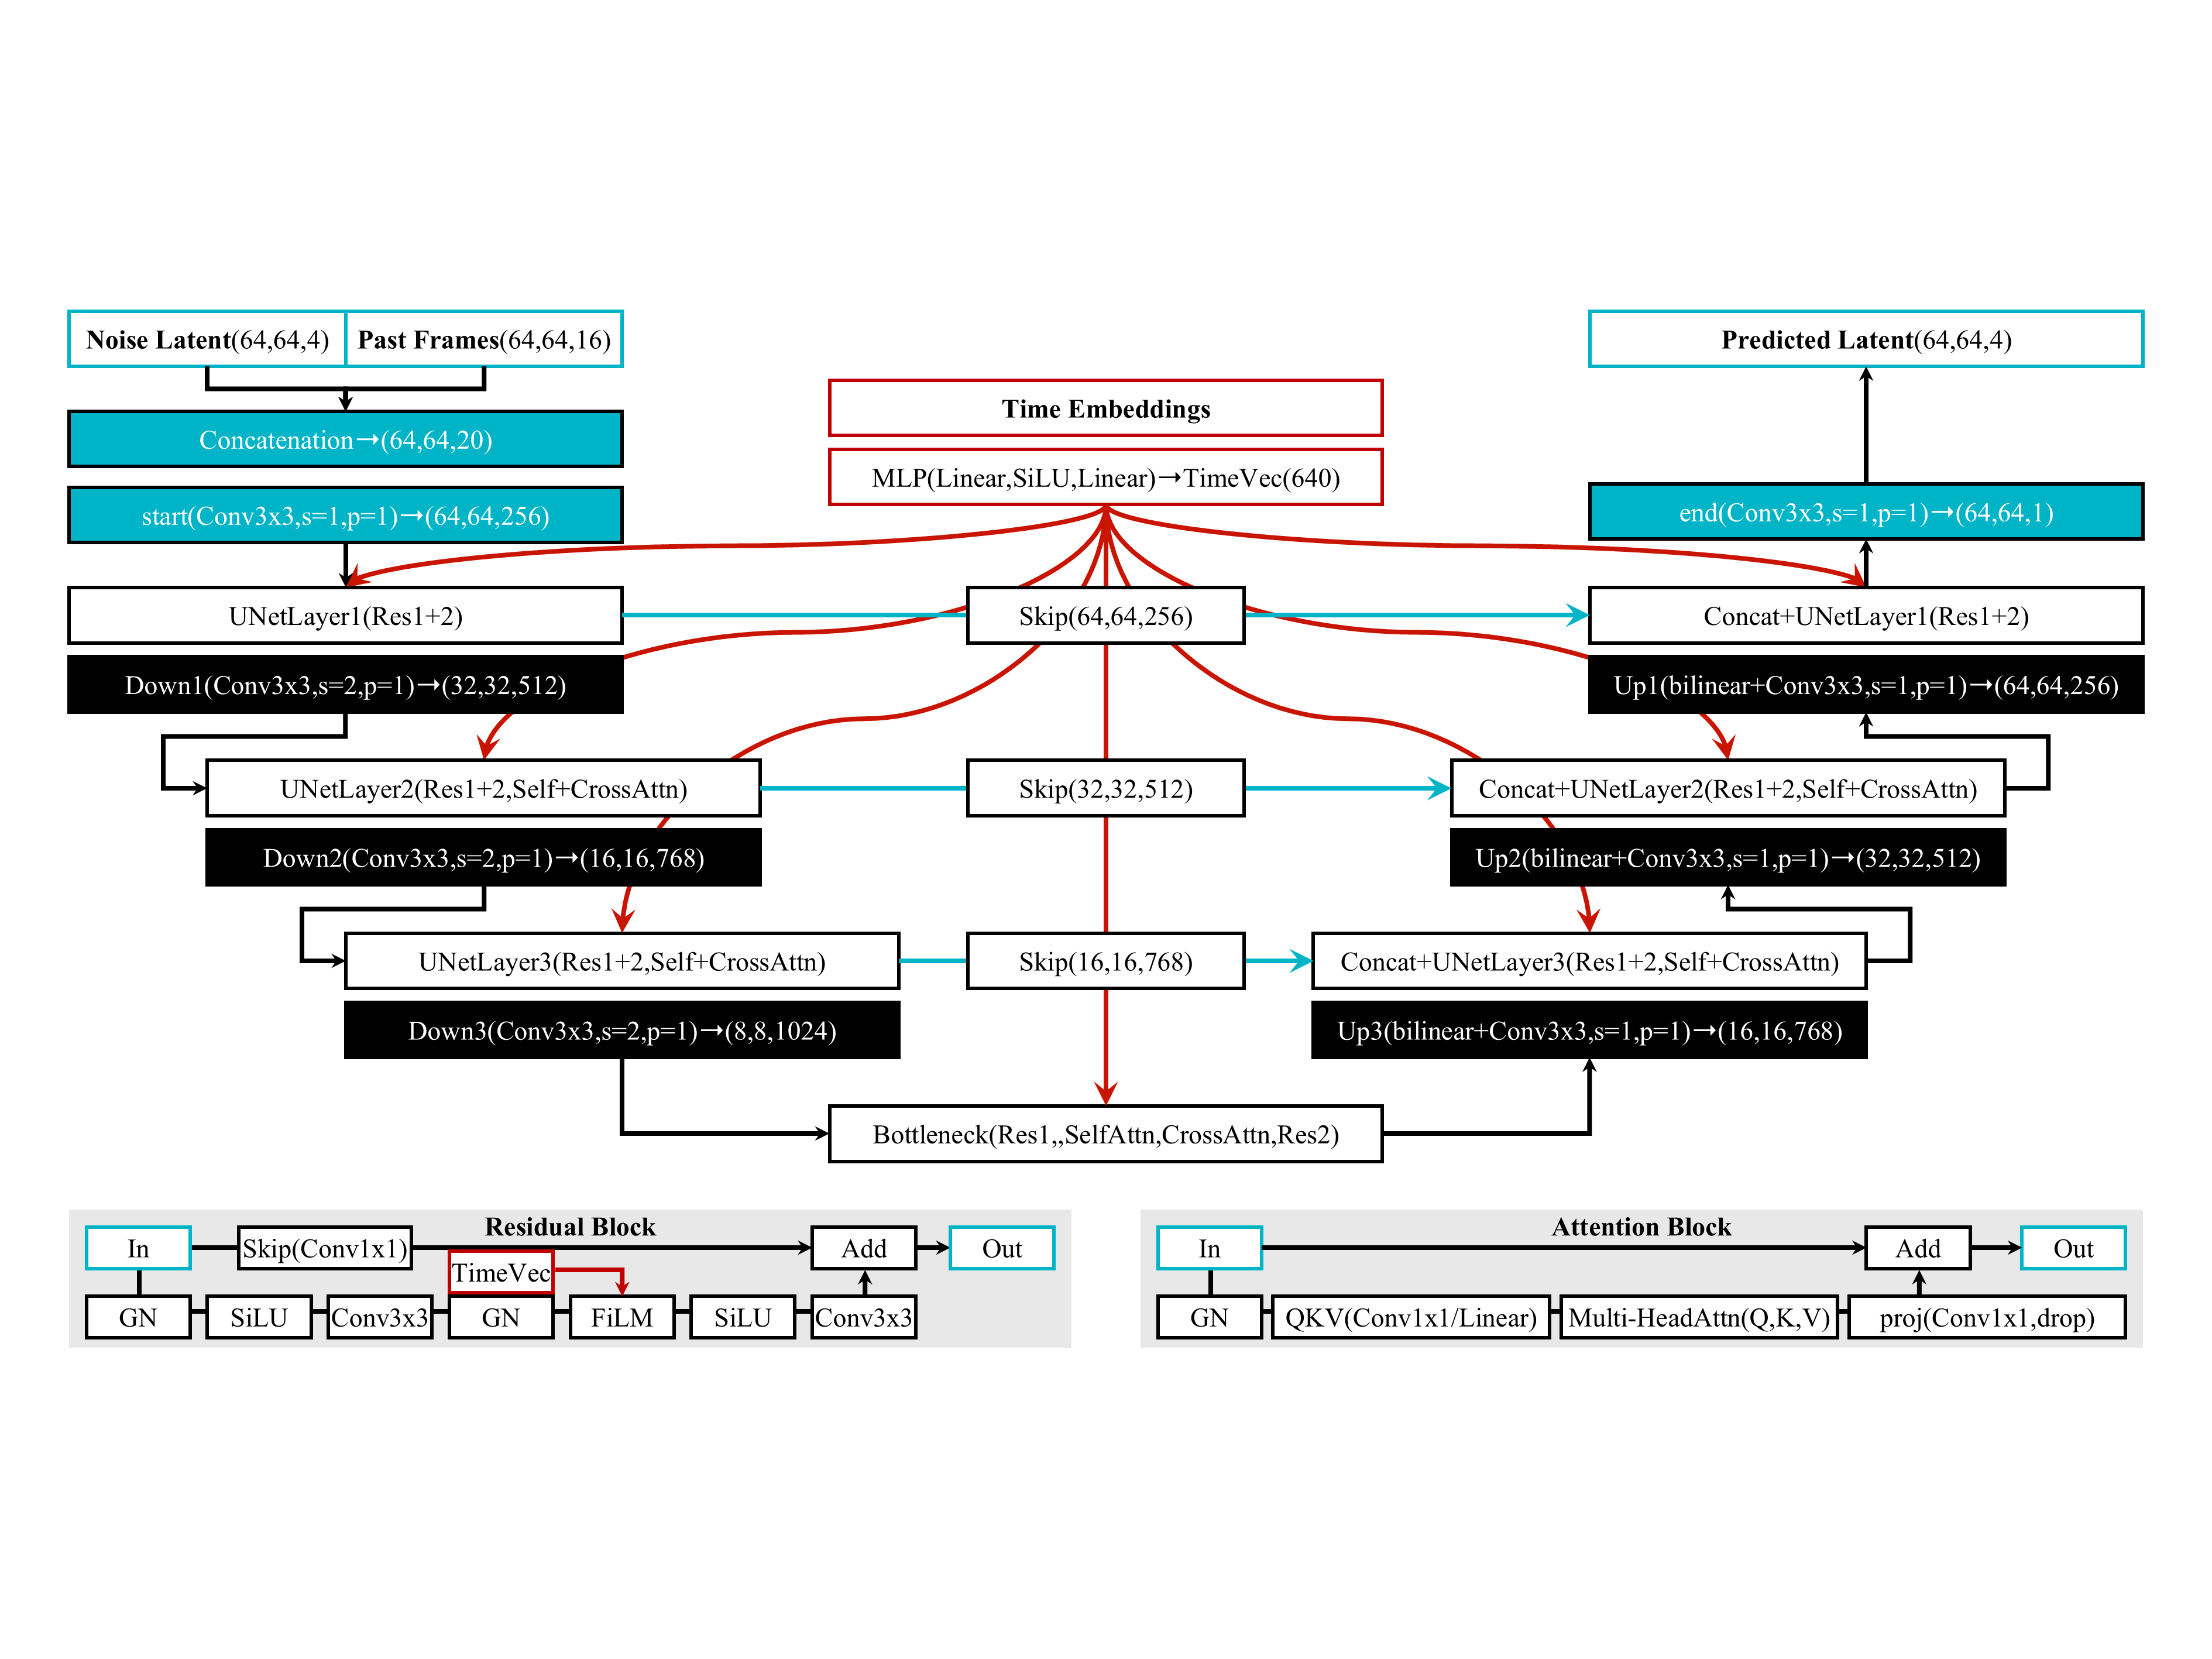 Noise Latent(64,64,4)
Past Frames(64,64,16)
Predicted Latent(64,64,4)
Time Embeddings
Concatenation→(64,64,20)
MLP(Linear,SiLU,Linear)→TimeVec(640)
start(Conv3x3,s=1,p=1)→(64,64,256)
end(Conv3x3,s=1,p=1)→(64,64,1)
UNetLayer1(Res1+2)
Skip(64,64,256)
Concat+UNetLayer1(Res1+2)
Down1(Conv3x3,s=2,p=1)→(32,32,512)
Up1(bilinear+Conv3x3,s=1,p=1)→(64,64,256)
UNetLayer2(Res1+2,Self+CrossAttn)
Skip(32,32,512)
Concat+UNetLayer2(Res1+2,Self+CrossAttn)
Down2(Conv3x3,s=2,p=1)→(16,16,768)
Up2(bilinear+Conv3x3,s=1,p=1)→(32,32,512)
UNetLayer3(Res1+2,Self+CrossAttn)
Skip(16,16,768)
Concat+UNetLayer3(Res1+2,Self+CrossAttn)
Down3(Conv3x3,s=2,p=1)→(8,8,1024)
Up3(bilinear+Conv3x3,s=1,p=1)→(16,16,768)
Bottleneck(Res1,,SelfAttn,CrossAttn,Res2)
Residual Block
In
Skip(Conv1x1)
Add
Out
TimeVec
GN
SiLU
Conv3x3
GN
FiLM
SiLU
Conv3x3
Attention Block
In
Add
Out
GN
QKV(Conv1x1/Linear)
Multi-HeadAttn(Q,K,V)
proj(Conv1x1,drop)